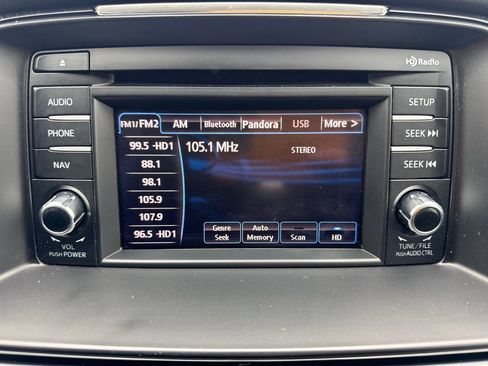 HD Radio
AUDIO
PHONE
NAV
VOL
PUSH POWER
FM1/FM2 AM Bluetooth Pandora USB More >
99.5 -HD1
88.1
98.1
105.9
107.9
96.5 -HD1
105.1 MHz
STEREO
Genre Seek
Auto Memory
Scan
HD
SETUP
SEEK
SEEK
TUNE/FILE
PUSH AUDIO CTRL